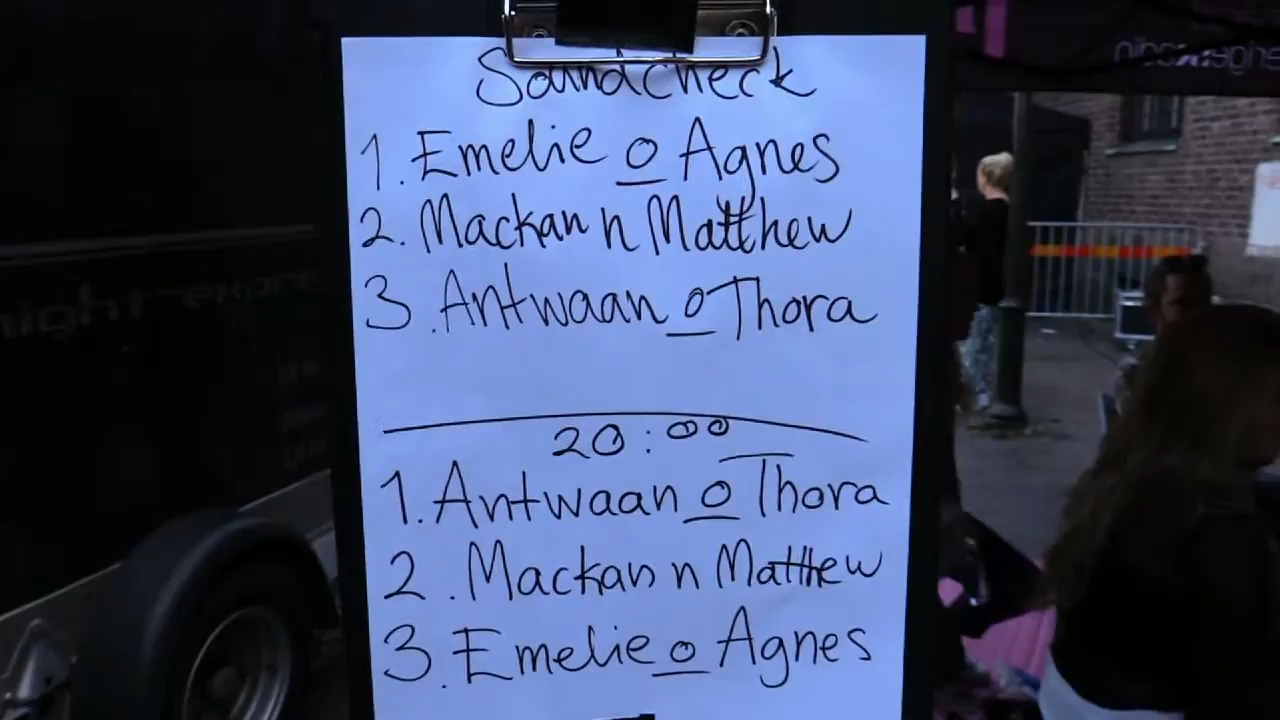 Soundcheck
1. Emelie o Agnes
2. Mackan n Matthew
3. Antwaan o Thora
20:00
1. Antwaan o Thora
2. Mackan n Matthew
3. Emelie o Agnes